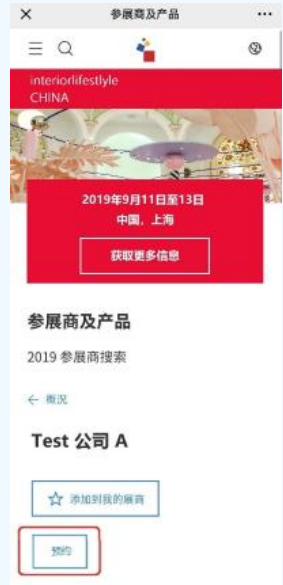 参展商及产品
interiorlifestlyle
CHINA
2019年9月11日至13日
中国，上海
获取更多信息
参展商及产品
2019 参展商搜索
← 概况
Test 公司 A
添加到我的展商
预约